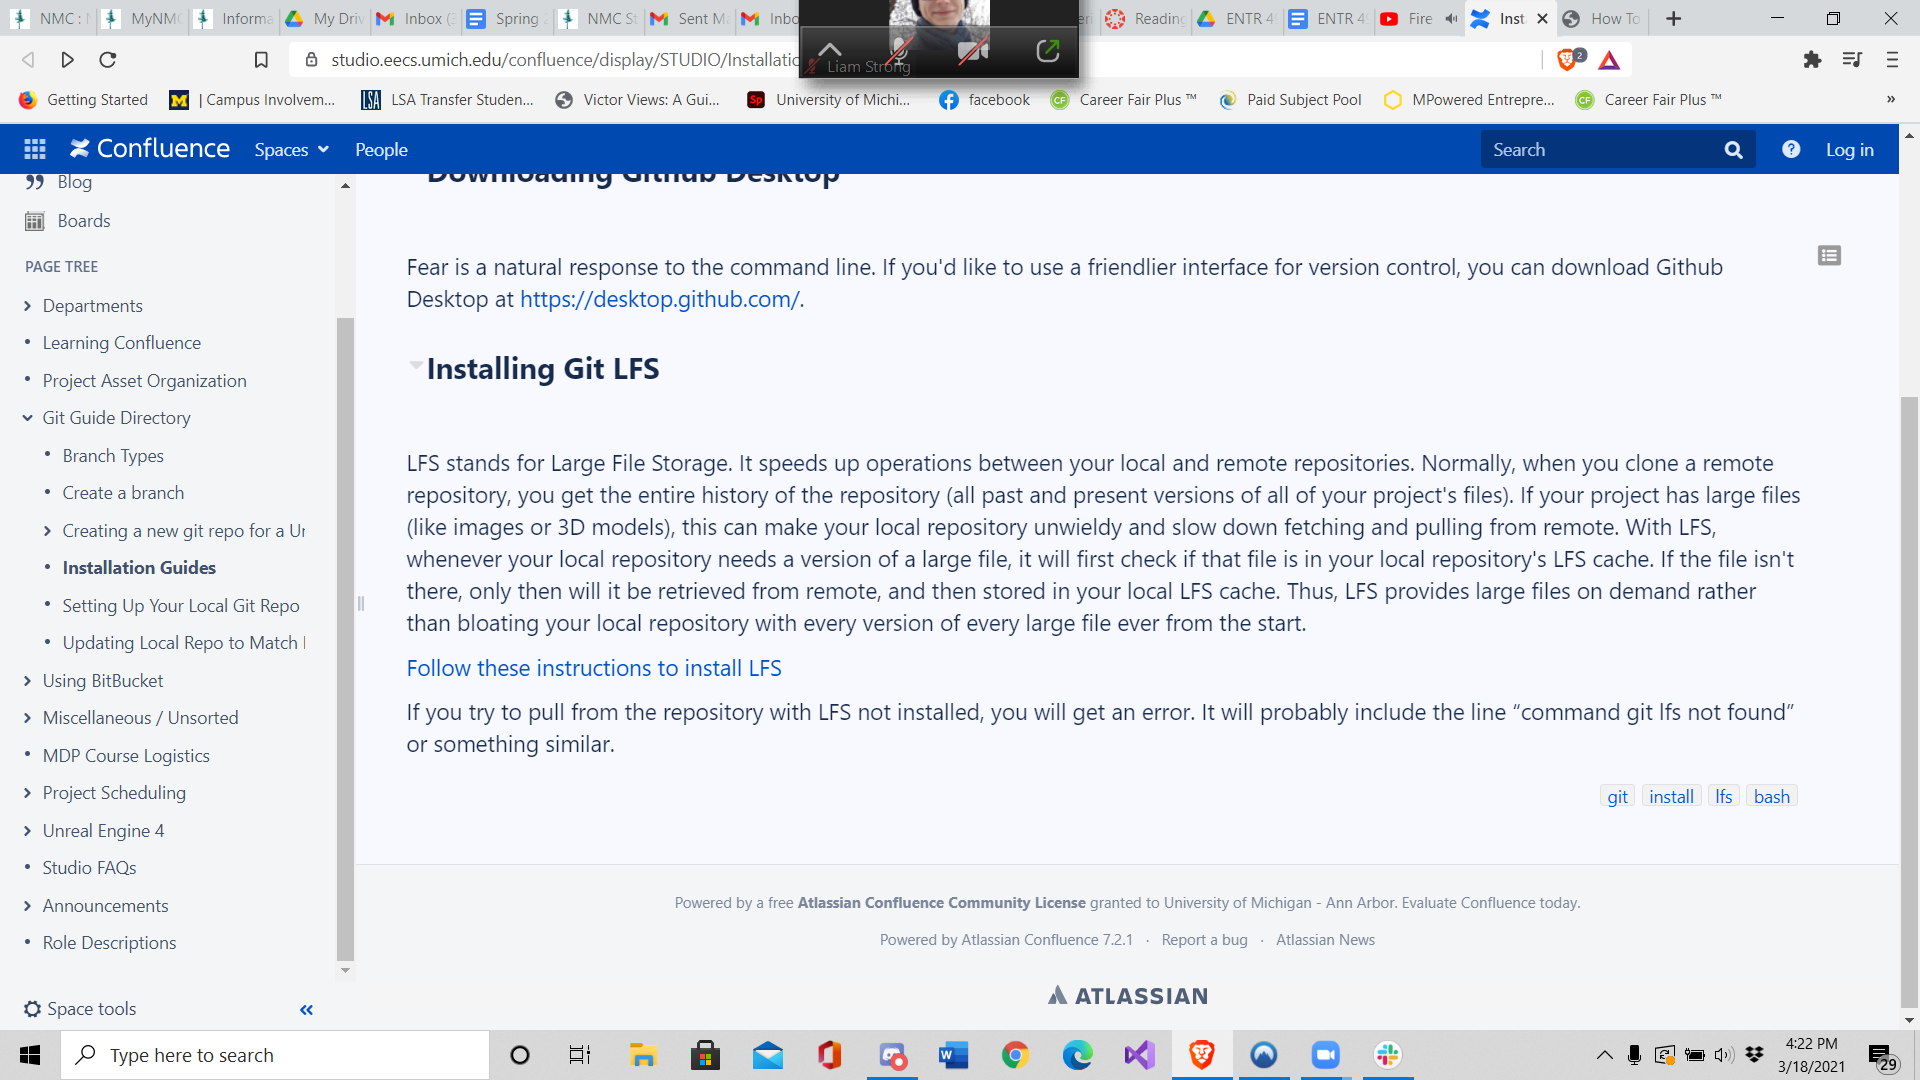 NMC :
MyNMC
Informa
My Driv
Inbox (3
Spring 2
NMC St
Sent Ma
Inbo
Reading
ENTR 4
ENTR 4
Fire
Inst
How To
studio.eecs.umich.edu/confluence/display/STUDIO/Installatio
Liam Strong
2
Getting Started
| Campus Involvem...
LSA Transfer Studen...
Victor Views: A Gui...
University of Michi...
facebook
Career Fair Plus ™
Paid Subject Pool
MPowered Entrepre...
Career Fair Plus ™
»
Confluence
Spaces
People
Search
Log in
Blog
Boards
PAGE TREE
Departments
Learning Confluence
Project Asset Organization
Git Guide Directory
Branch Types
Create a branch
Creating a new git repo for a Ur
Installation Guides
Setting Up Your Local Git Repo
Updating Local Repo to Match
Using BitBucket
Miscellaneous / Unsorted
MDP Course Logistics
Project Scheduling
Unreal Engine 4
Studio FAQs
Announcements
Role Descriptions
Space tools
Downloading Github Desktop
Fear is a natural response to the command line. If you'd like to use a friendlier interface for version control, you can download Github
Desktop at https://desktop.github.com/.
Installing Git LFS
LFS stands for Large File Storage. It speeds up operations between your local and remote repositories. Normally, when you clone a remote
repository, you get the entire history of the repository (all past and present versions of all of your project's files). If your project has large files
(like images or 3D models), this can make your local repository unwieldy and slow down fetching and pulling from remote. With LFS,
whenever your local repository needs a version of a large file, it will first check if that file is in your local repository's LFS cache. If the file isn't
there, only then will it be retrieved from remote, and then stored in your local LFS cache. Thus, LFS provides large files on demand rather
than bloating your local repository with every version of every large file ever from the start.
Follow these instructions to install LFS
If you try to pull from the repository with LFS not installed, you will get an error. It will probably include the line “command git lfs not found”
or something similar.
git install lfs bash
Powered by a free Atlassian Confluence Community License granted to University of Michigan - Ann Arbor. Evaluate Confluence today.
Powered by Atlassian Confluence 7.2.1 · Report a bug · Atlassian News
ATLASSIAN
Type here to search
4:22 PM
3/18/2021
29